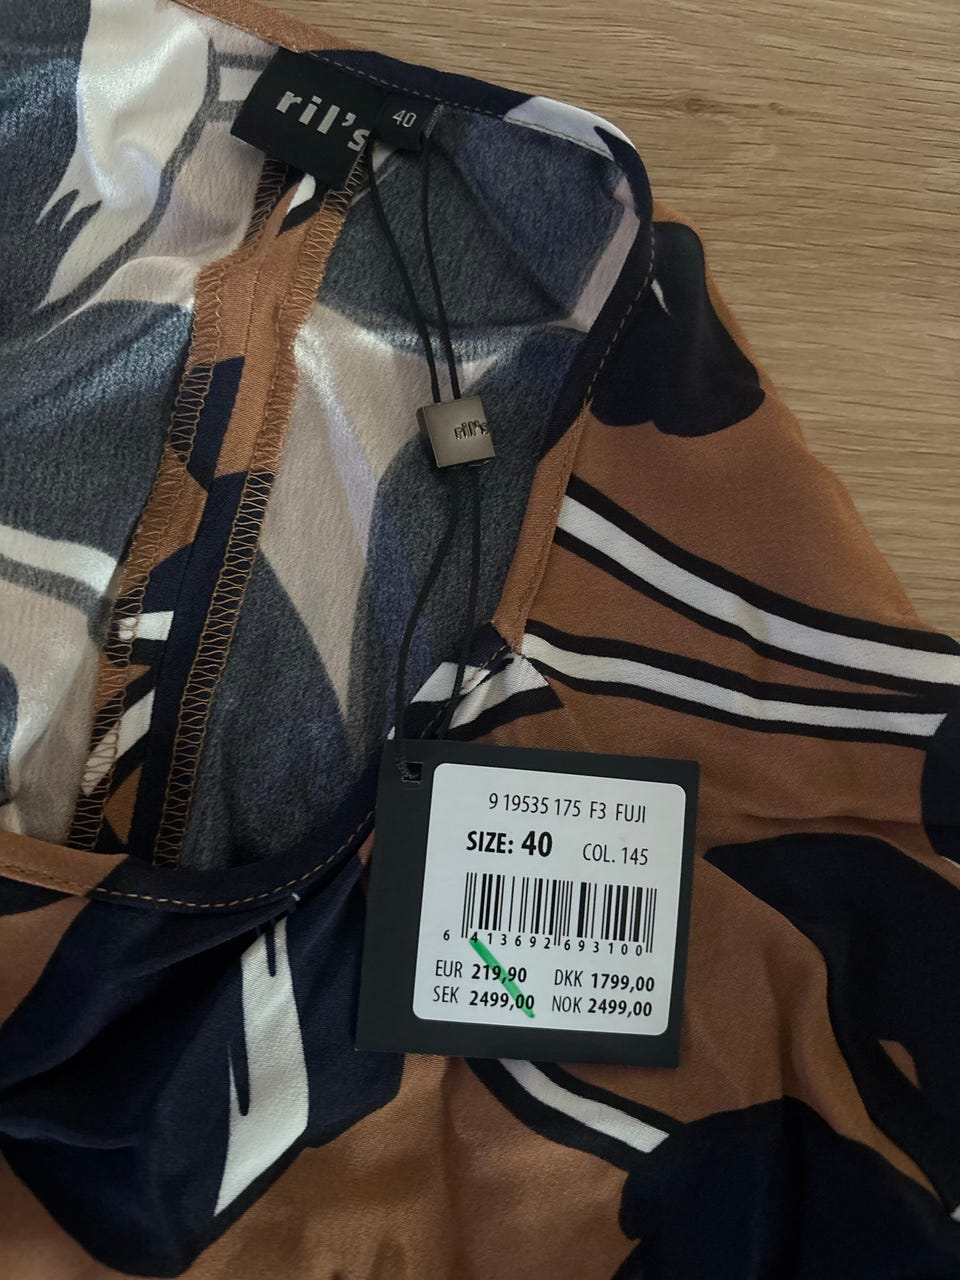 ril's
40
ril's
9 19535 175 F3 FUJI
SIZE: 40 COL. 145
6 413692 693100
EUR 219,90 DKK 1799,00
SEK 2499,00 NOK 2499,00